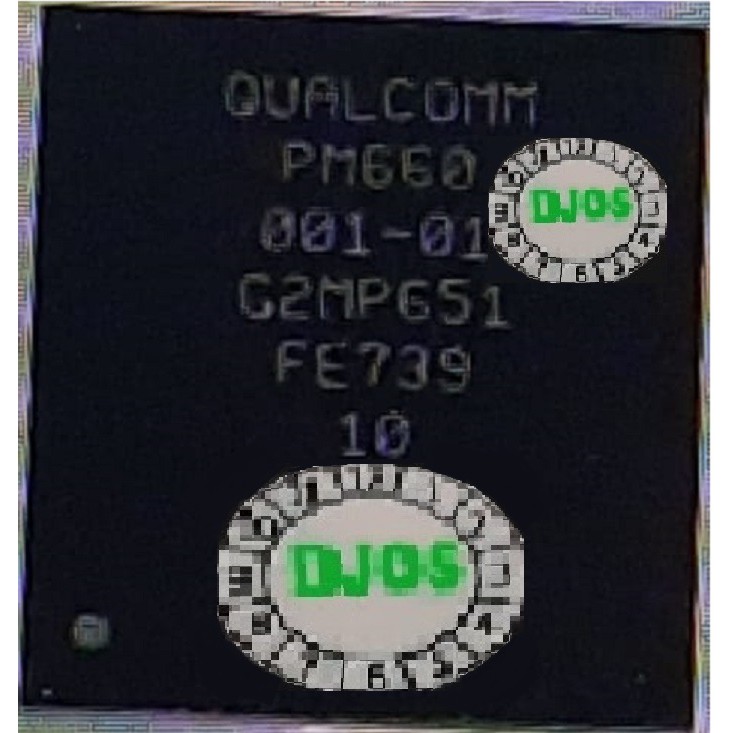 QUALCOMM
PM660
DJOS
001-01
G2MPG51
FE739
10
DJOS